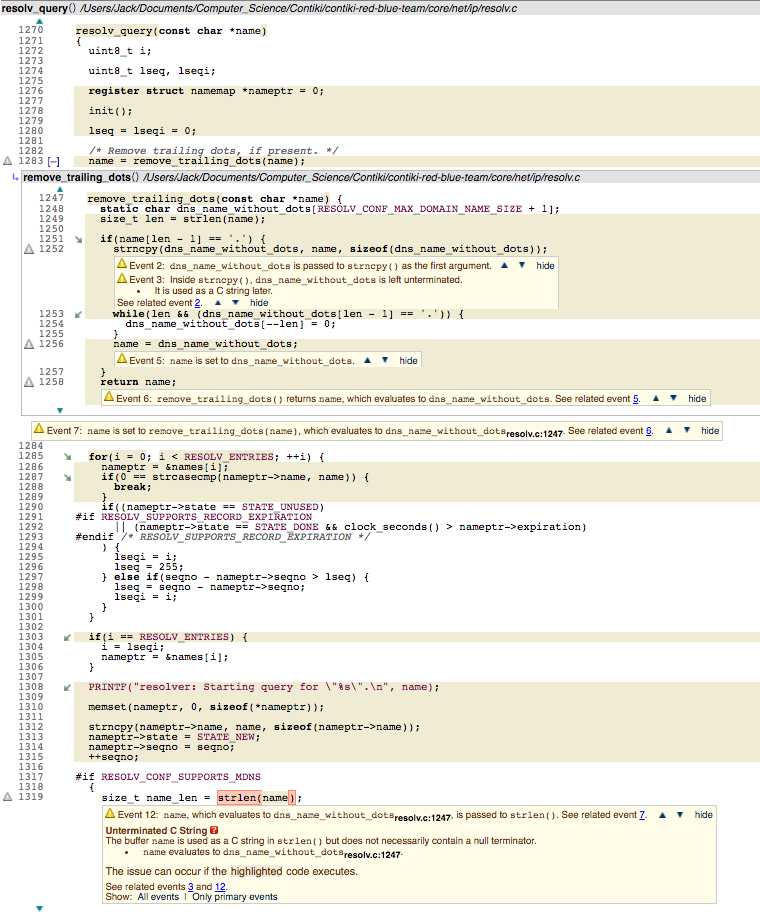 resolv_query() /Users/Jack/Documents/Computer_Science/Contiki/contiki-red-blue-team/core/net/ip/resolv.c
1270 resolv_query(const char *name)
1271 {
1272 uint8_t i;
1273
1274 uint8_t lseq, lseqi;
1275
1276 register struct namemap *nameptr = 0;
1277
1278 init();
1279
1280 lseq = lseqi = 0;
1281
1282 /* Remove trailing dots, if present. */
1283 [−] name = remove_trailing_dots(name);
remove_trailing_dots() /Users/Jack/Documents/Computer_Science/Contiki/contiki-red-blue-team/core/net/ip/resolv.c
1247 remove_trailing_dots(const char *name) {
1248 static char dns_name_without_dots[RESOLV_CONF_MAX_DOMAIN_NAME_SIZE + 1];
1249 size_t len = strlen(name);
1250
1251 if(name[len - 1] == '.') {
1252 strncpy(dns_name_without_dots, name, sizeof(dns_name_without_dots));
Event 2: dns_name_without_dots is passed to strncpy() as the first argument. hide
Event 3: Inside strncpy(), dns_name_without_dots is left unterminated.
• It is used as a C string later.
See related event 2. hide
1253 while(len && (dns_name_without_dots[len - 1] == '.')) {
1254 dns_name_without_dots[--len] = 0;
1255 }
1256 name = dns_name_without_dots;
Event 5: name is set to dns_name_without_dots. hide
1257 }
1258 return name;
Event 6: remove_trailing_dots() returns name, which evaluates to dns_name_without_dots. See related event 5. hide
Event 7: name is set to remove_trailing_dots(name), which evaluates to dns_name_without_dots resolv.c:1247. See related event 6. hide
1284
1285 for(i = 0; i < RESOLV_ENTRIES; ++i) {
1286 nameptr = &names[i];
1287 if(0 == strcasecmp(nameptr->name, name)) {
1288 break;
1289 }
1290 if((nameptr->state == STATE_UNUSED)
1291 #if RESOLV_SUPPORTS_RECORD_EXPIRATION
1292 || (nameptr->state == STATE_DONE && clock_seconds() > nameptr->expiration)
1293 #endif /* RESOLV_SUPPORTS_RECORD_EXPIRATION */
1294 ) {
1295 lseqi = i;
1296 lseq = 255;
1297 } else if(seqno - nameptr->seqno > lseq) {
1298 lseq = seqno - nameptr->seqno;
1299 lseqi = i;
1300 }
1301 }
1302
1303 if(i == RESOLV_ENTRIES) {
1304 i = lseqi;
1305 nameptr = &names[i];
1306 }
1307
1308 PRINTF("resolver: Starting query for \"%s\".\n", name);
1309
1310 memset(nameptr, 0, sizeof(*nameptr));
1311
1312 strncpy(nameptr->name, name, sizeof(nameptr->name));
1313 nameptr->state = STATE_NEW;
1314 nameptr->seqno = seqno;
1315 ++seqno;
1316
1317 #if RESOLV_CONF_SUPPORTS_MDNS
1318 {
1319 size_t name_len = strlen(name);
Event 12: name, which evaluates to dns_name_without_dots resolv.c:1247, is passed to strlen(). See related event 7. hide
Unterminated C String ?
The buffer name is used as a C string in strlen() but does not necessarily contain a null terminator.
• name evaluates to dns_name_without_dots resolv.c:1247.
The issue can occur if the highlighted code executes.
See related events 3 and 12.
Show: All events | Only primary events